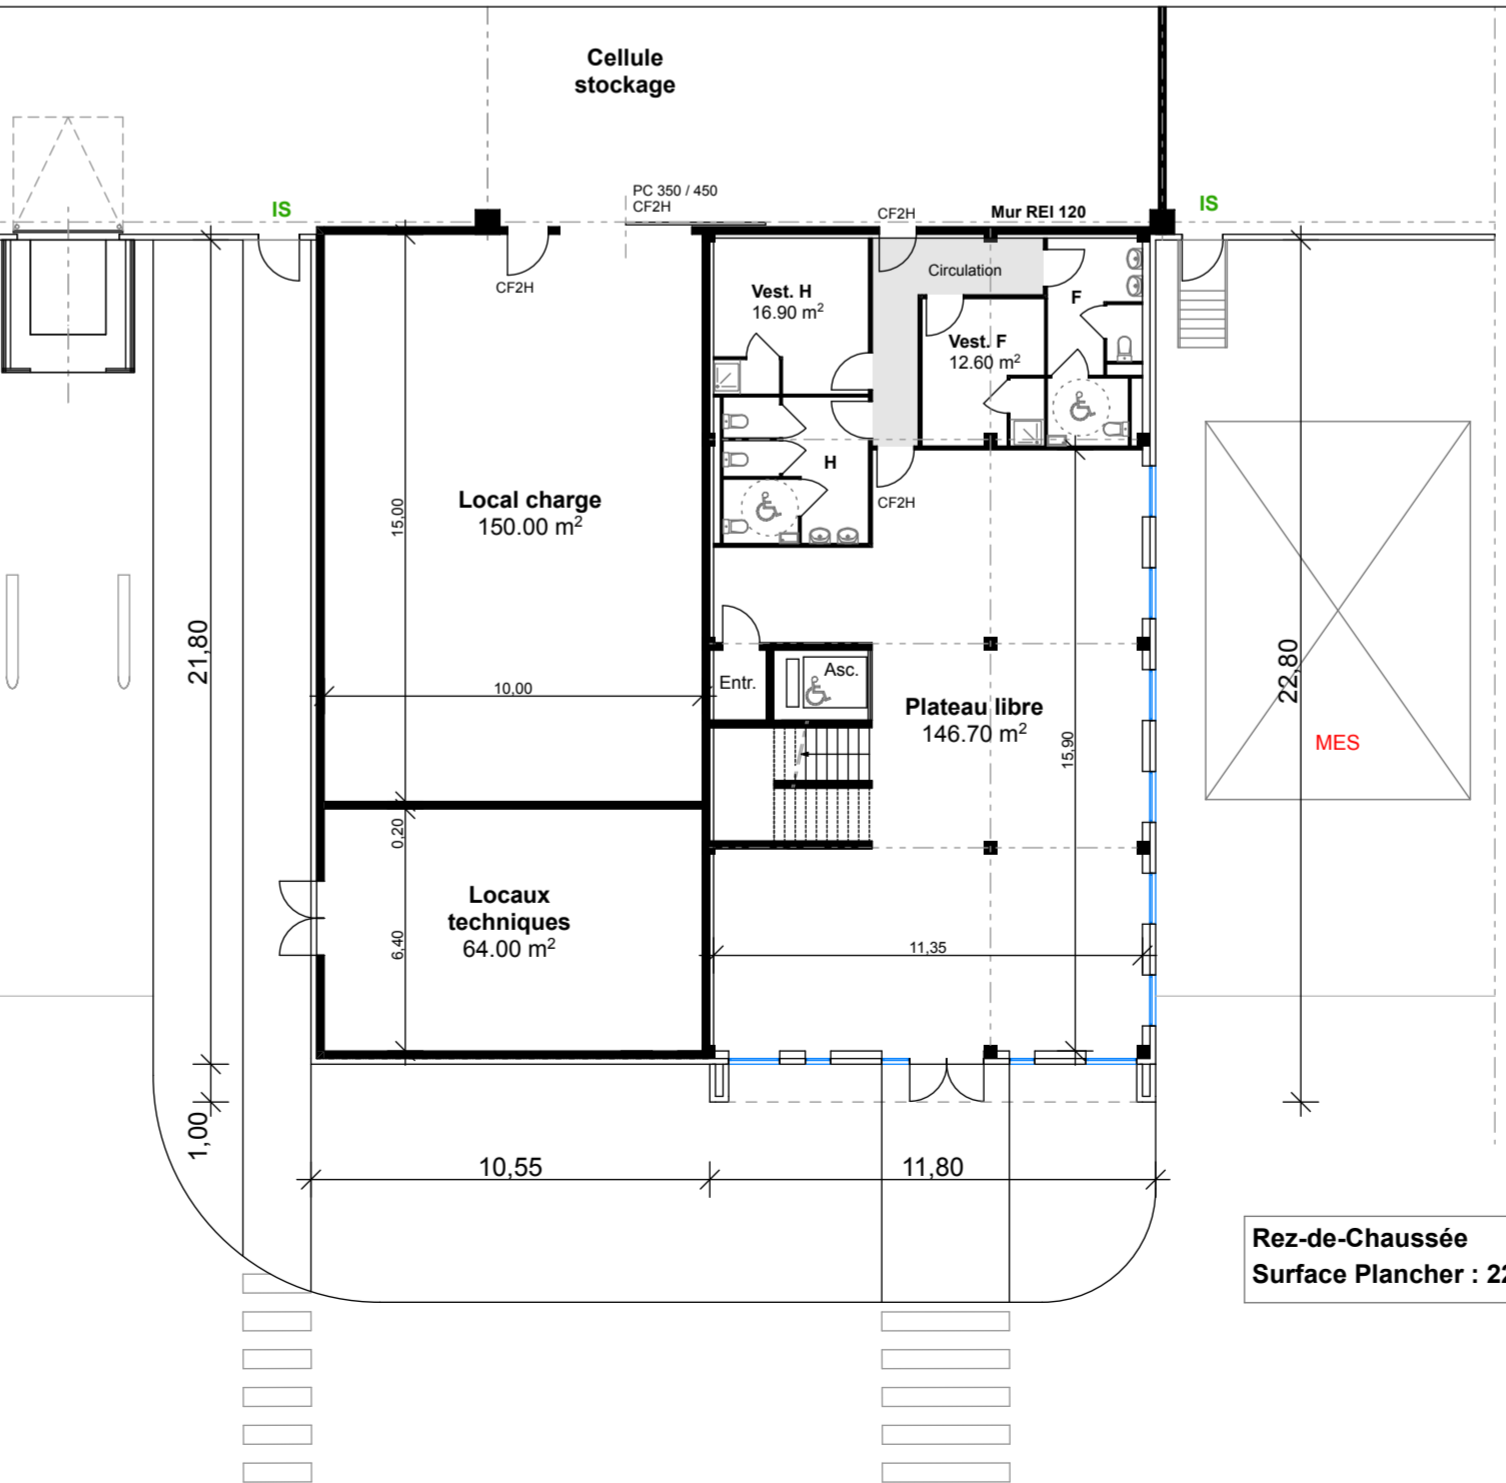 Cellule
stockage
PC 350 / 450
CF2H
IS
CF2H
Mur REI 120
IS
CF2H
Circulation
Vest. H
16.90 m²
F
Vest. F
12.60 m²
H
CF2H
Local charge
150.00 m²
15,00
21,80
10,00
Entr.
Asc.
Plateau libre
146.70 m²
15,90
22,80
MES
0,20
Locaux
techniques
64.00 m²
6,40
11,35
1,00
10,55
11,80
Rez-de-Chaussée
Surface Plancher : 22